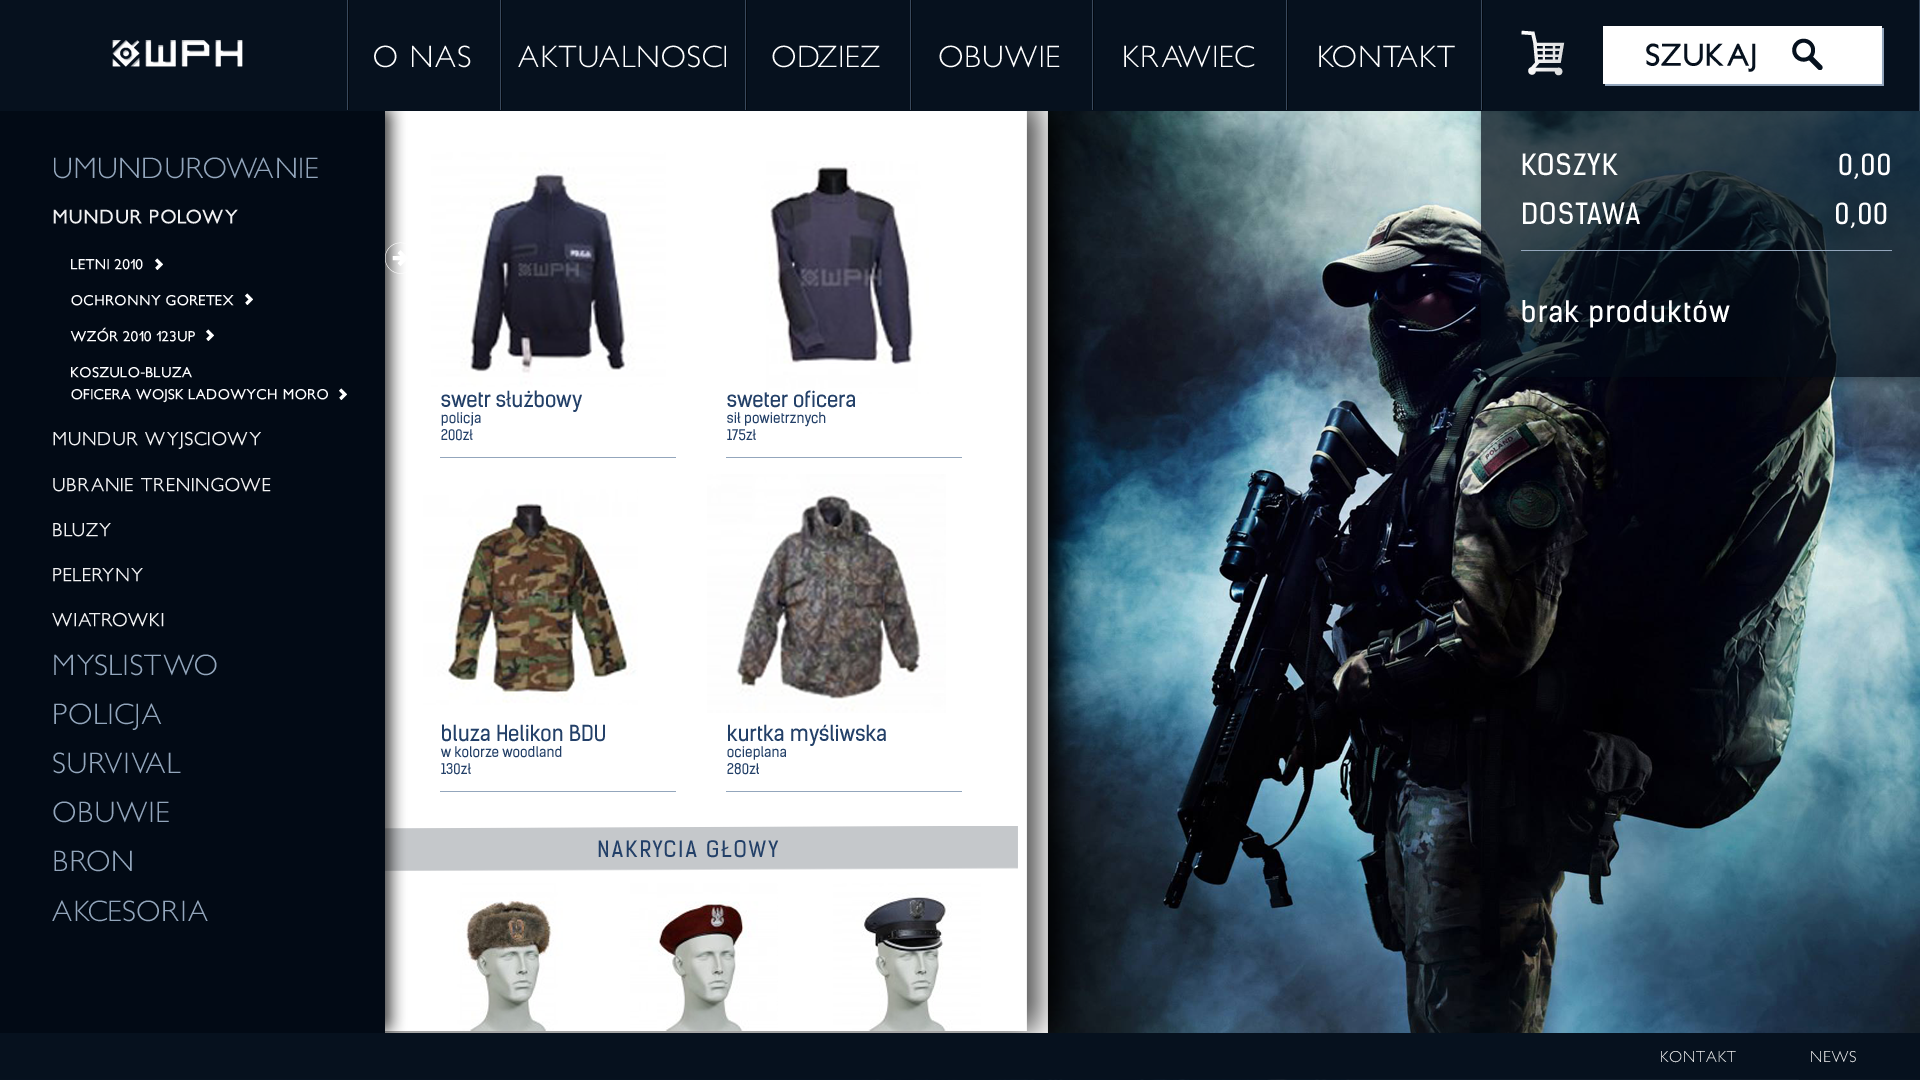 WPH
O NAS
AKTUALNOSCI
ODZIEZ
OBUWIE
KRAWIEC
KONTAKT
SZUKAJ
UMUNDUROWANIE
MUNDUR POLOWY
LETNI 2010
OCHRONNY GORETEX
WZÓR 2010 123UP
KOSZULO-BLUZA
OFICERA WOJSK LADOWYCH MORO
MUNDUR WYJSCIOWY
UBRANIE TRENINGOWE
BLUZY
PELERYNY
WIATROWKI
MYSLISTWO
POLICJA
SURVIVAL
OBUWIE
BRON
AKCESORIA
WPH
swetr służbowy
policja
200zł
WPH
sweter oficera
sił powietrznych
175zł
bluza Helikon BDU
w kolorze woodland
130zł
kurtka myśliwska
ocieplana
280zł
NAKRYCIA GŁOWY
KOSZYK 0,00
DOSTAWA 0,00
brak produktów
POLAND
KONTAKT
NEWS